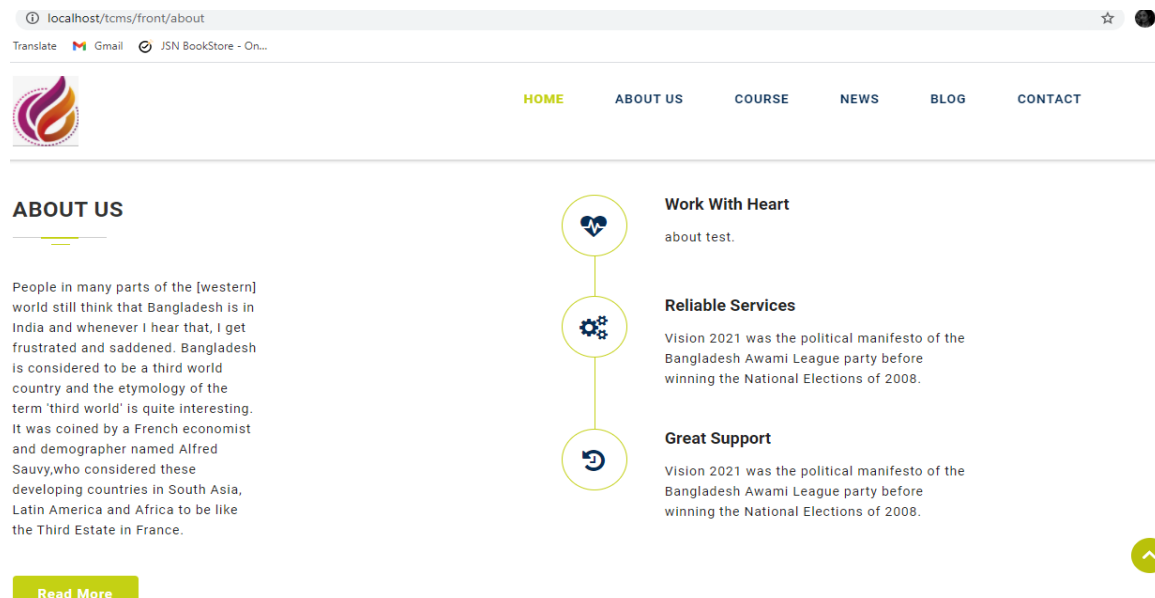 localhost/tcms/front/about
Translate Gmail JSN BookStore - On...
HOME ABOUT US COURSE NEWS BLOG CONTACT
ABOUT US
People in many parts of the [western]
world still think that Bangladesh is in
India and whenever I hear that, I get
frustrated and saddened. Bangladesh
is considered to be a third world
country and the etymology of the
term 'third world' is quite interesting.
It was coined by a French economist
and demographer named Alfred
Sauvy,who considered these
developing countries in South Asia,
Latin America and Africa to be like
the Third Estate in France.
Read More
Work With Heart
about test.
Reliable Services
Vision 2021 was the political manifesto of the
Bangladesh Awami League party before
winning the National Elections of 2008.
Great Support
Vision 2021 was the political manifesto of the
Bangladesh Awami League party before
winning the National Elections of 2008.